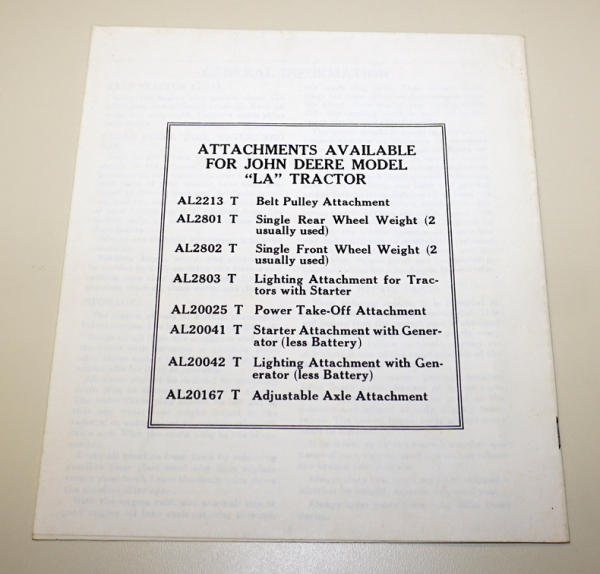 ATTACHMENTS AVAILABLE
FOR JOHN DEERE MODEL
“LA” TRACTOR
AL2213 T Belt Pulley Attachment
AL2801 T Single Rear Wheel Weight (2
usually used)
AL2802 T Single Front Wheel Weight (2
usually used)
AL2803 T Lighting Attachment for Trac-
tors with Starter
AL20025 T Power Take-Off Attachment
AL20041 T Starter Attachment with Gener-
ator (less Battery)
AL20042 T Lighting Attachment with Gen-
erator (less Battery)
AL20167 T Adjustable Axle Attachment